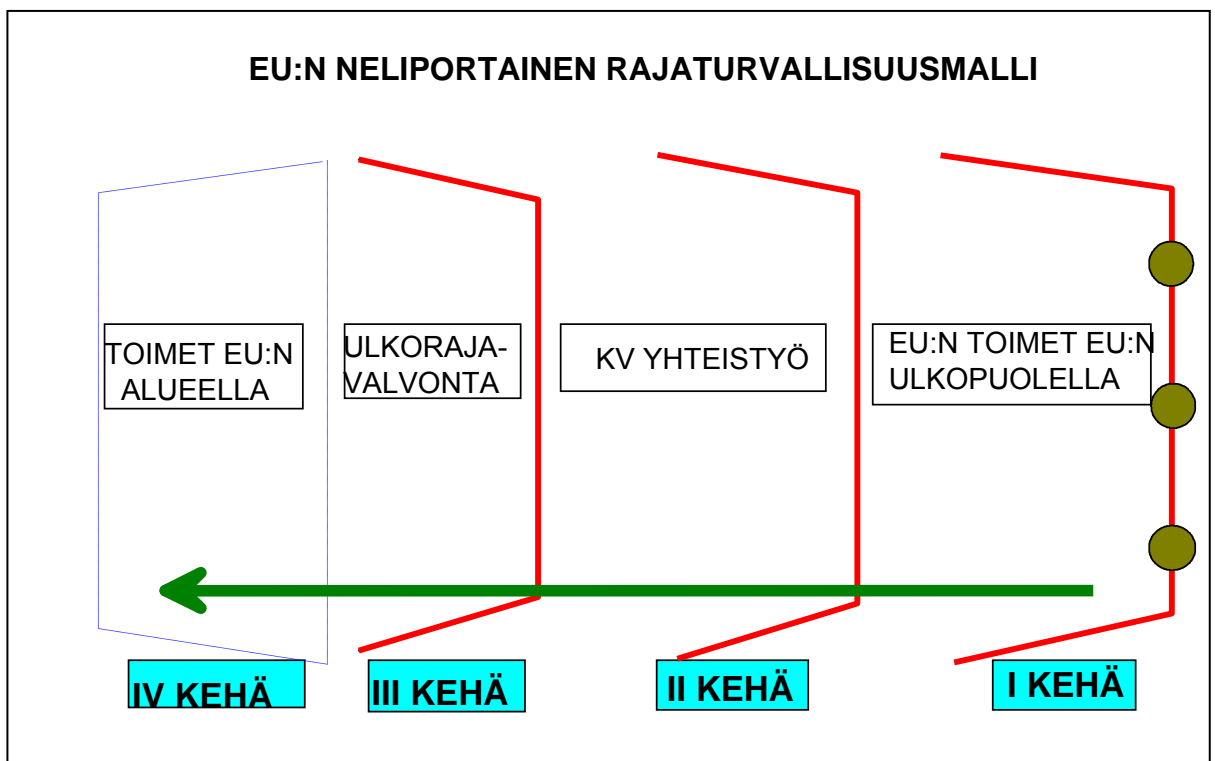 EU:N NELIPORTAINEN RAJATURVALLISUUSMALLI
TOIMET EU:N
ALUEELLA
ULKORAJA-
VALVONTA
KV YHTEISTYÖ
EU:N TOIMET EU:N
ULKOPUOLELLA
IV KEHÄ
III KEHÄ
II KEHÄ
I KEHÄ